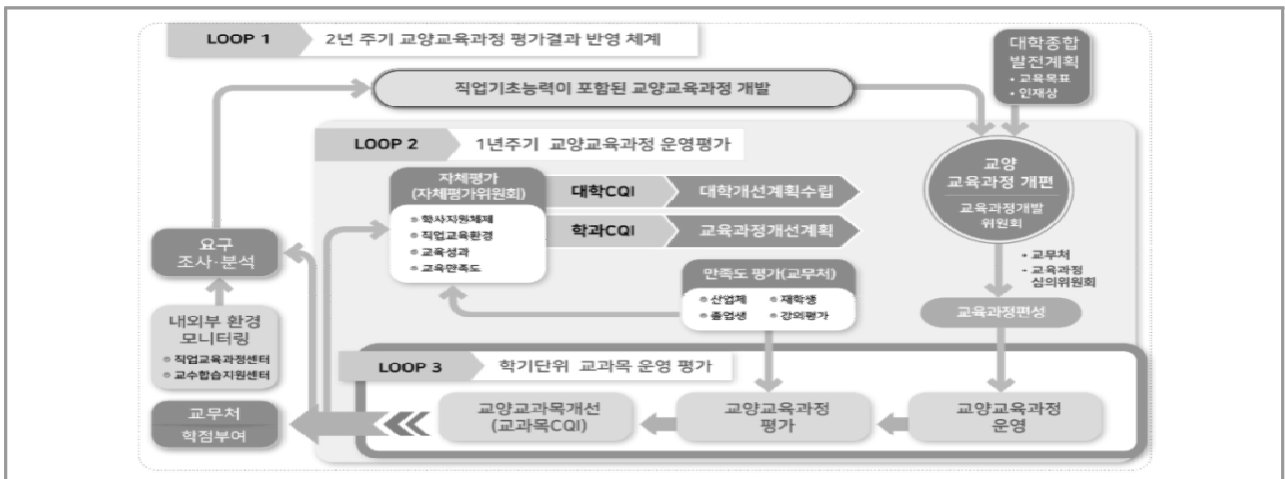 LOOP 1
2년 주기 교양교육과정 평가결과 반영 체계
대학종합
발전계획
• 교육목표
• 인재상
직업기초능력이 포함된 교양교육과정 개발
LOOP 2
1년주기 교양교육과정 운영평가
교양
교육과정 개편
교육과정개발
위원회
자체평가
(자체평가위원회)
학사지원체제
직업교육환경
교육성과
교육만족도
대학CQI
대학개선계획수립
학과CQI
교육과정개선계획
요구
조사·분석
만족도 평가(교무처)
산업체
재학생
졸업생
강의평가
- 교무처
- 교육과정
심의위원회
교육과정편성
내외부 환경
모니터링
직업교육과정센터
교수학습지원센터
LOOP 3
학기단위 교과목 운영 평가
교무처
학점부여
교양교과목개선
(교과목CQI)
교양교육과정
평가
교양교육과정
운영